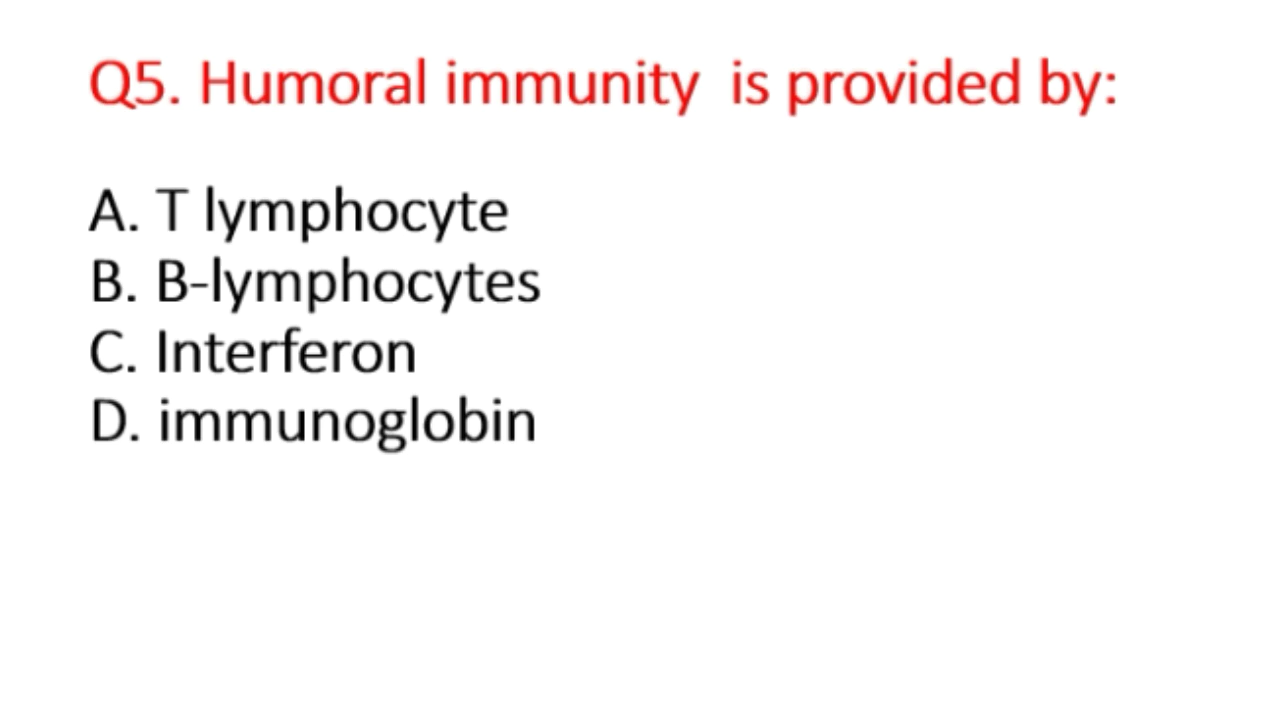 Q5. Humoral immunity  is provided by:
A. T lymphocyte
B. B-lymphocytes
C. Interferon
D. immunoglobin